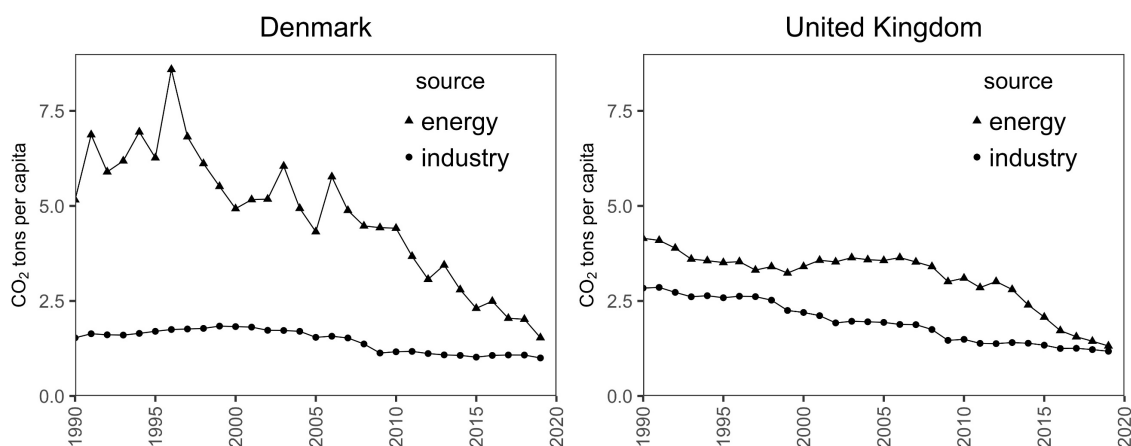 Denmark
CO₂ tons per capita
7.5
5.0
2.5
0.0
source
energy
industry
1990
1995
2000
2005
2010
2015
2020
United Kingdom
CO₂ tons per capita
7.5
5.0
2.5
0.0
source
energy
industry
1990
1995
2000
2005
2010
2015
2020